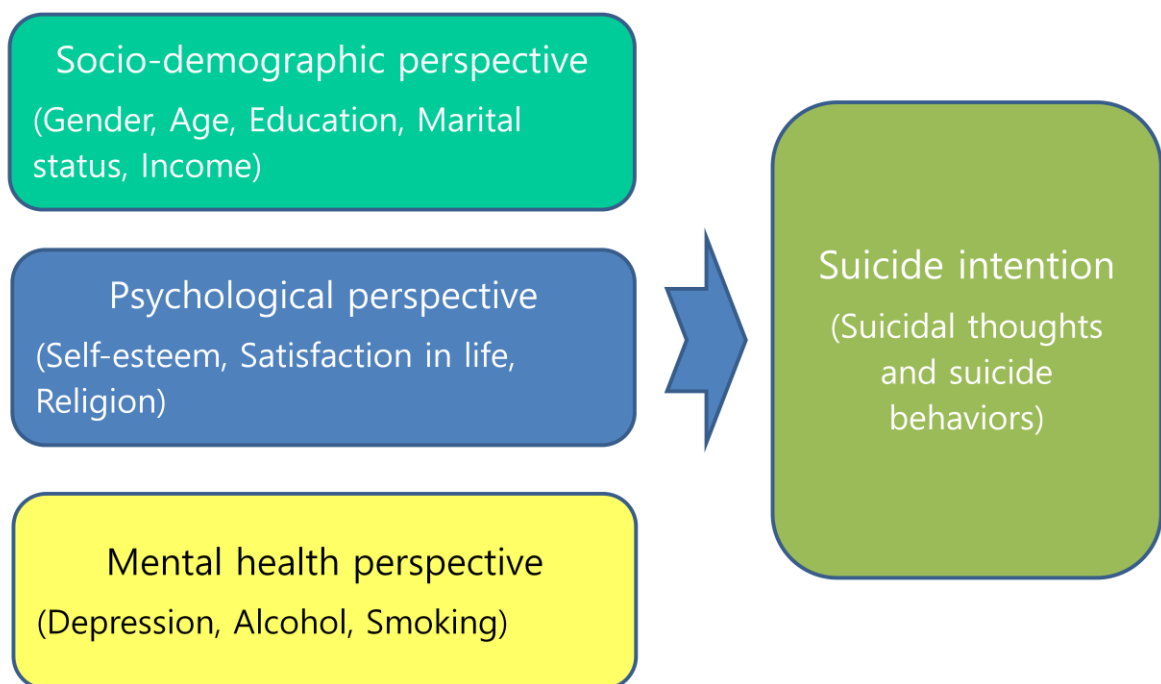 Socio-demographic perspective
(Gender, Age, Education, Marital
status, Income)
Psychological perspective
(Self-esteem, Satisfaction in life,
Religion)
Mental health perspective
(Depression, Alcohol, Smoking)
Suicide intention
(Suicidal thoughts
and suicide
behaviors)